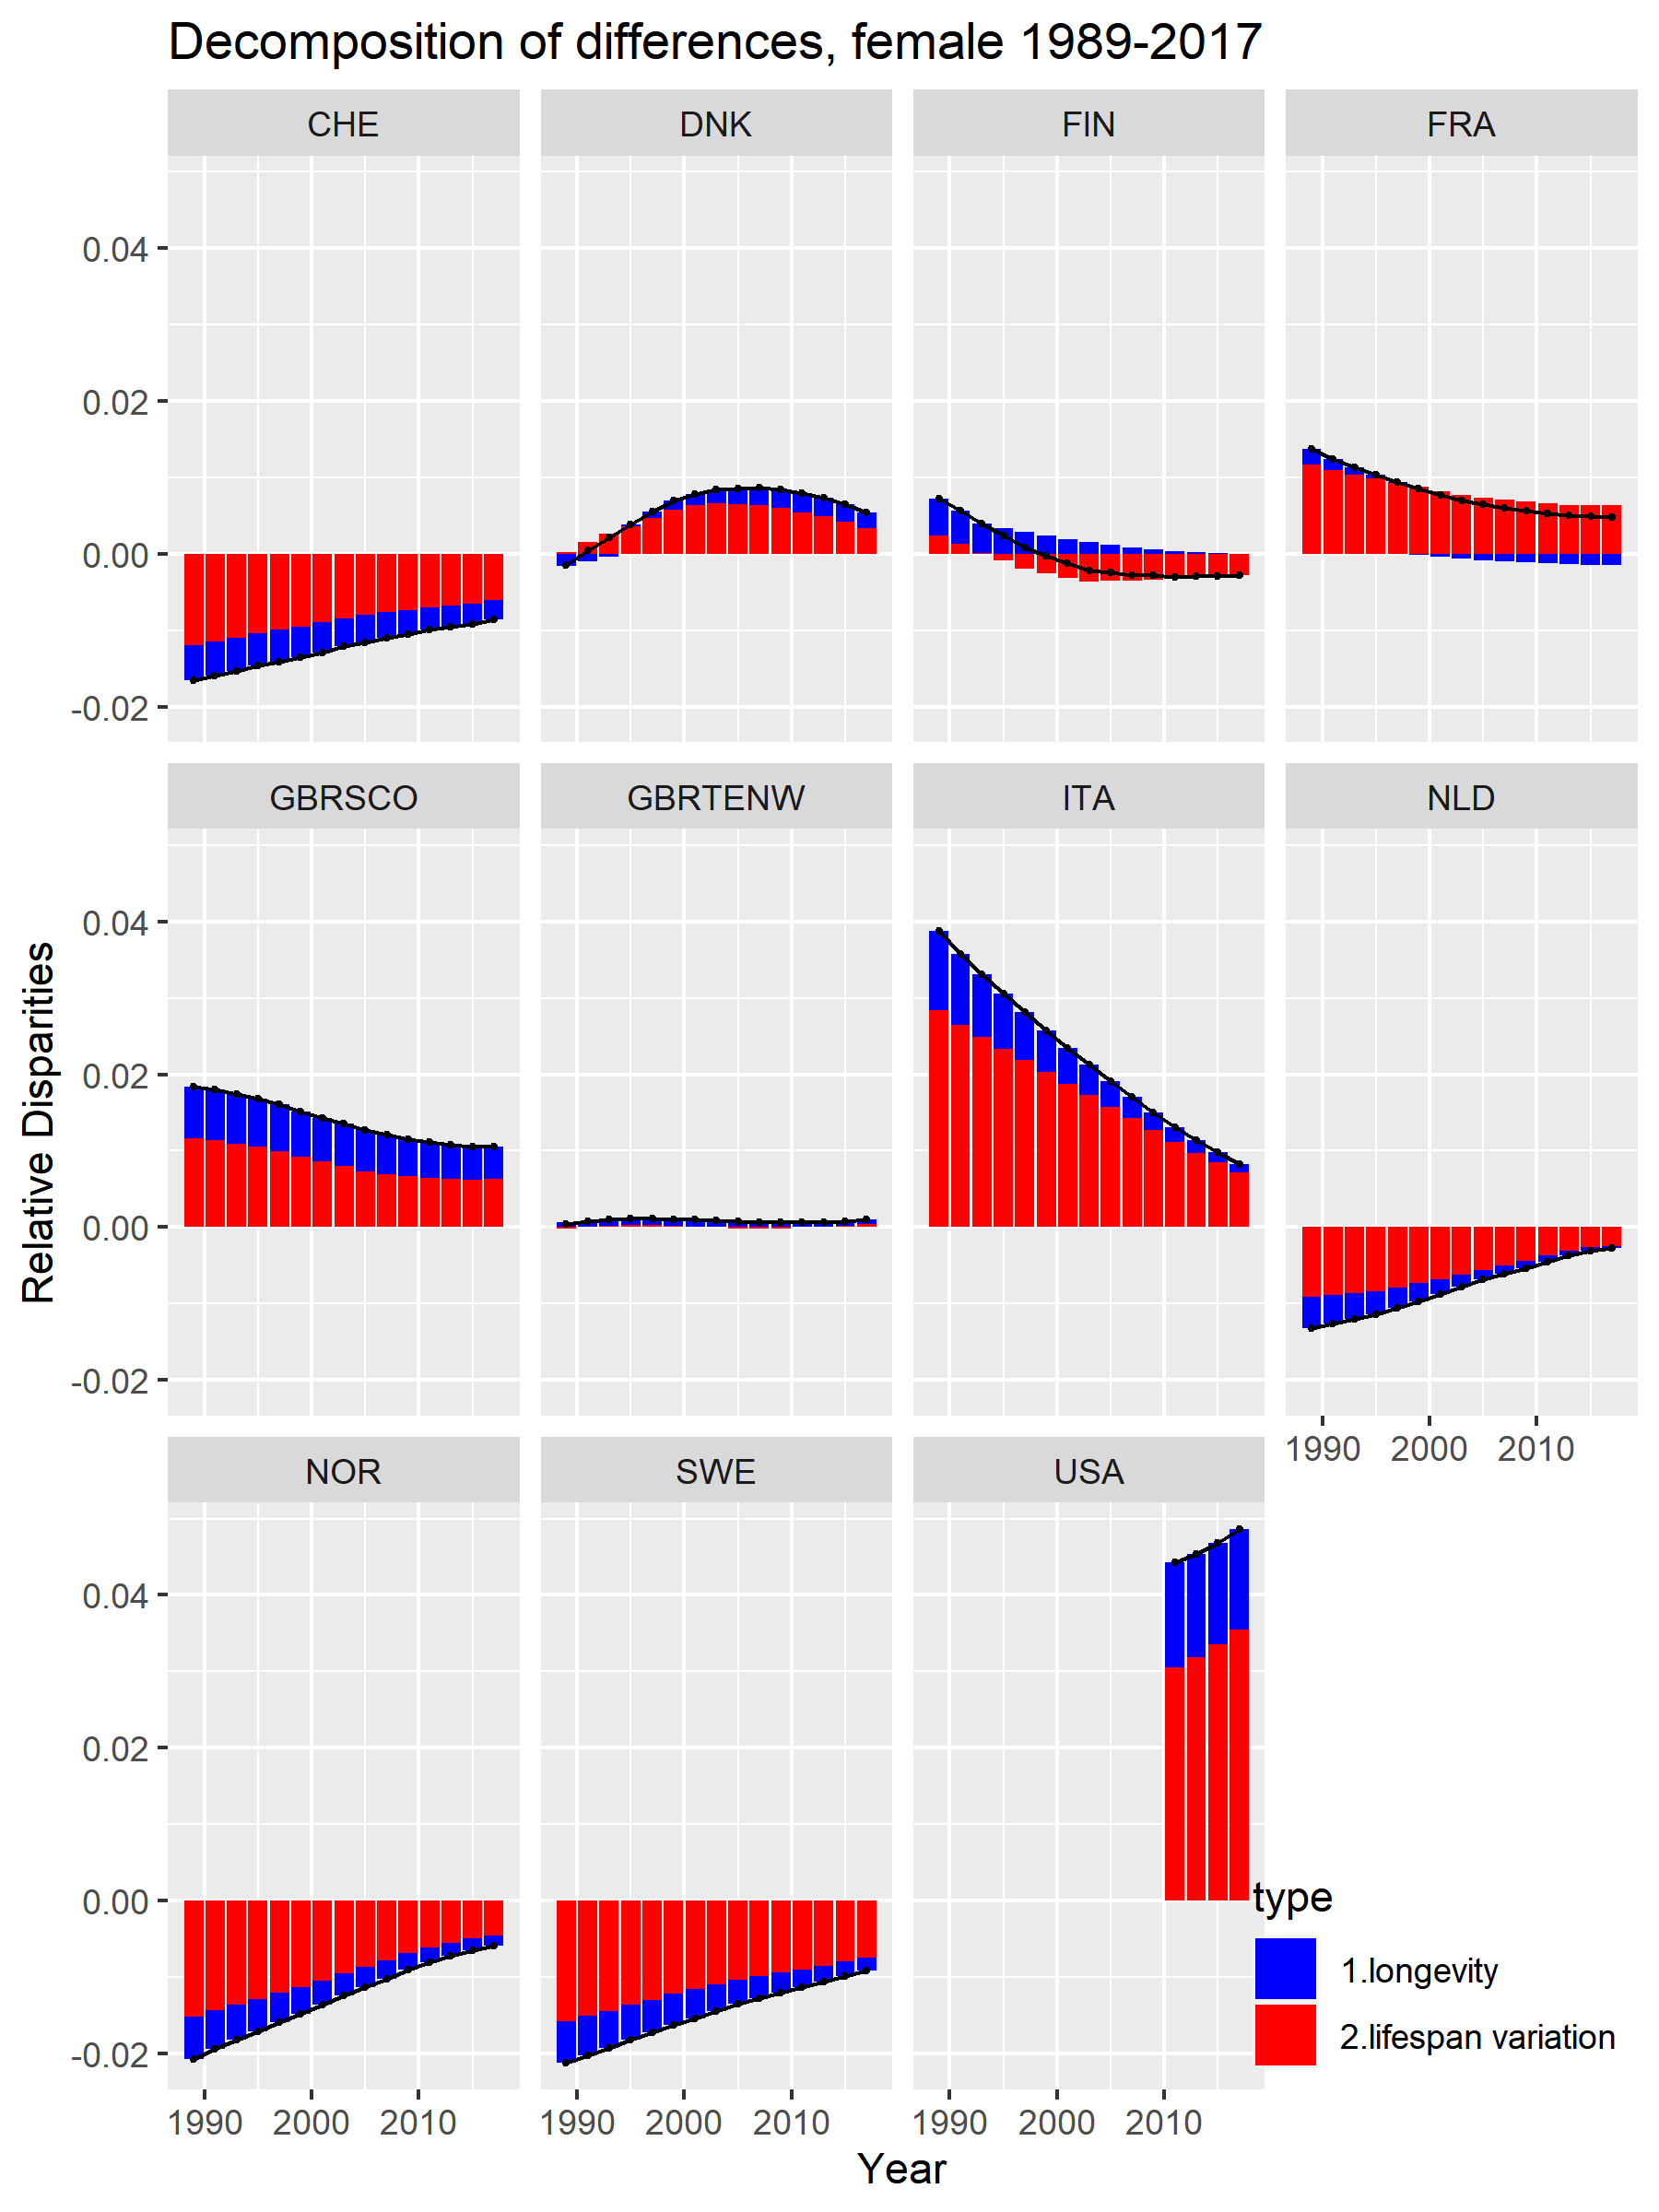 Decomposition of differences, female 1989-2017
CHE DNK FIN FRA
0.04
0.02
0.00
-0.02
GBRSCO GBRTENW ITA NLD
0.04
0.02
0.00
-0.02
1990 2000 2010
NOR SWE USA
0.04
0.02
0.00
-0.02
1990 2000 2010 1990 2000 2010 1990 2000 2010
Year
Relative Disparities
type
1.longevity
2.lifespan variation